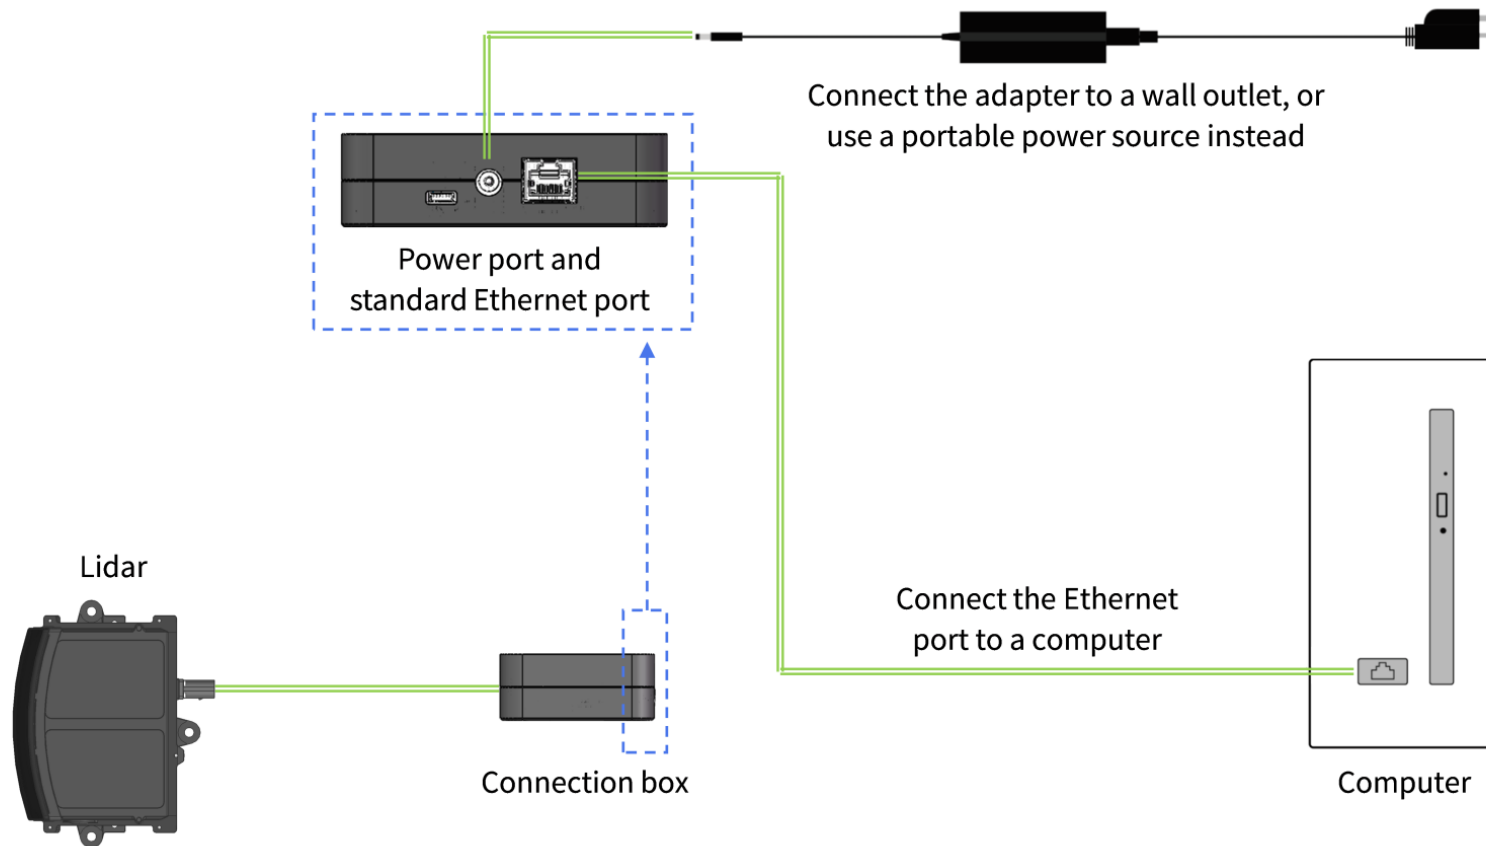 Connect the adapter to a wall outlet, or
use a portable power source instead
Power port and
standard Ethernet port
Lidar
Connect the Ethernet
port to a computer
Connection box
Computer